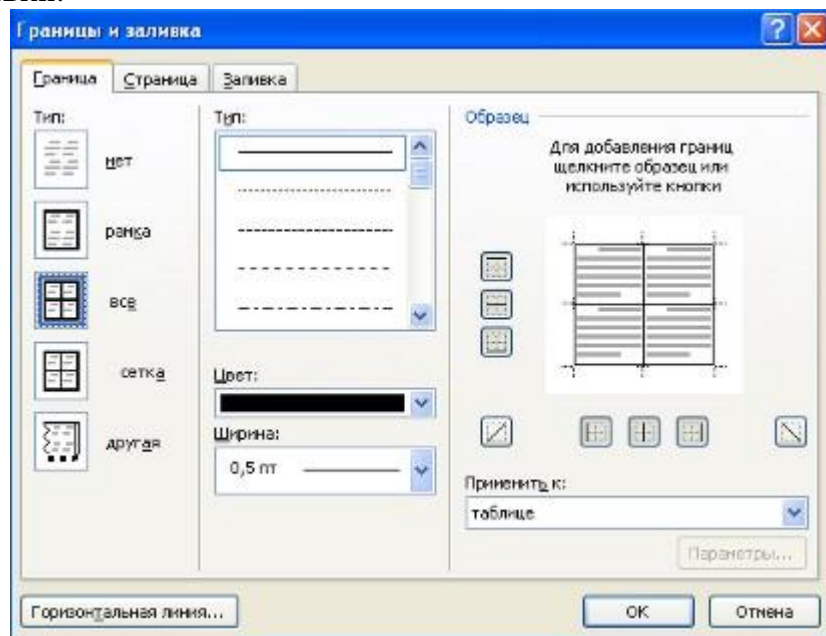 Границы и заливка
Граница Страница Заливка
Тип:
нет
рамка
все
сетка
другая
Тип:
Цвет:
Ширина:
0,5 пт
Образец
Для добавления границ
щелкните образец или
используйте кнопки
Применить к:
таблице
Параметры...
Горизонтальная линия...
ОК
Отмена